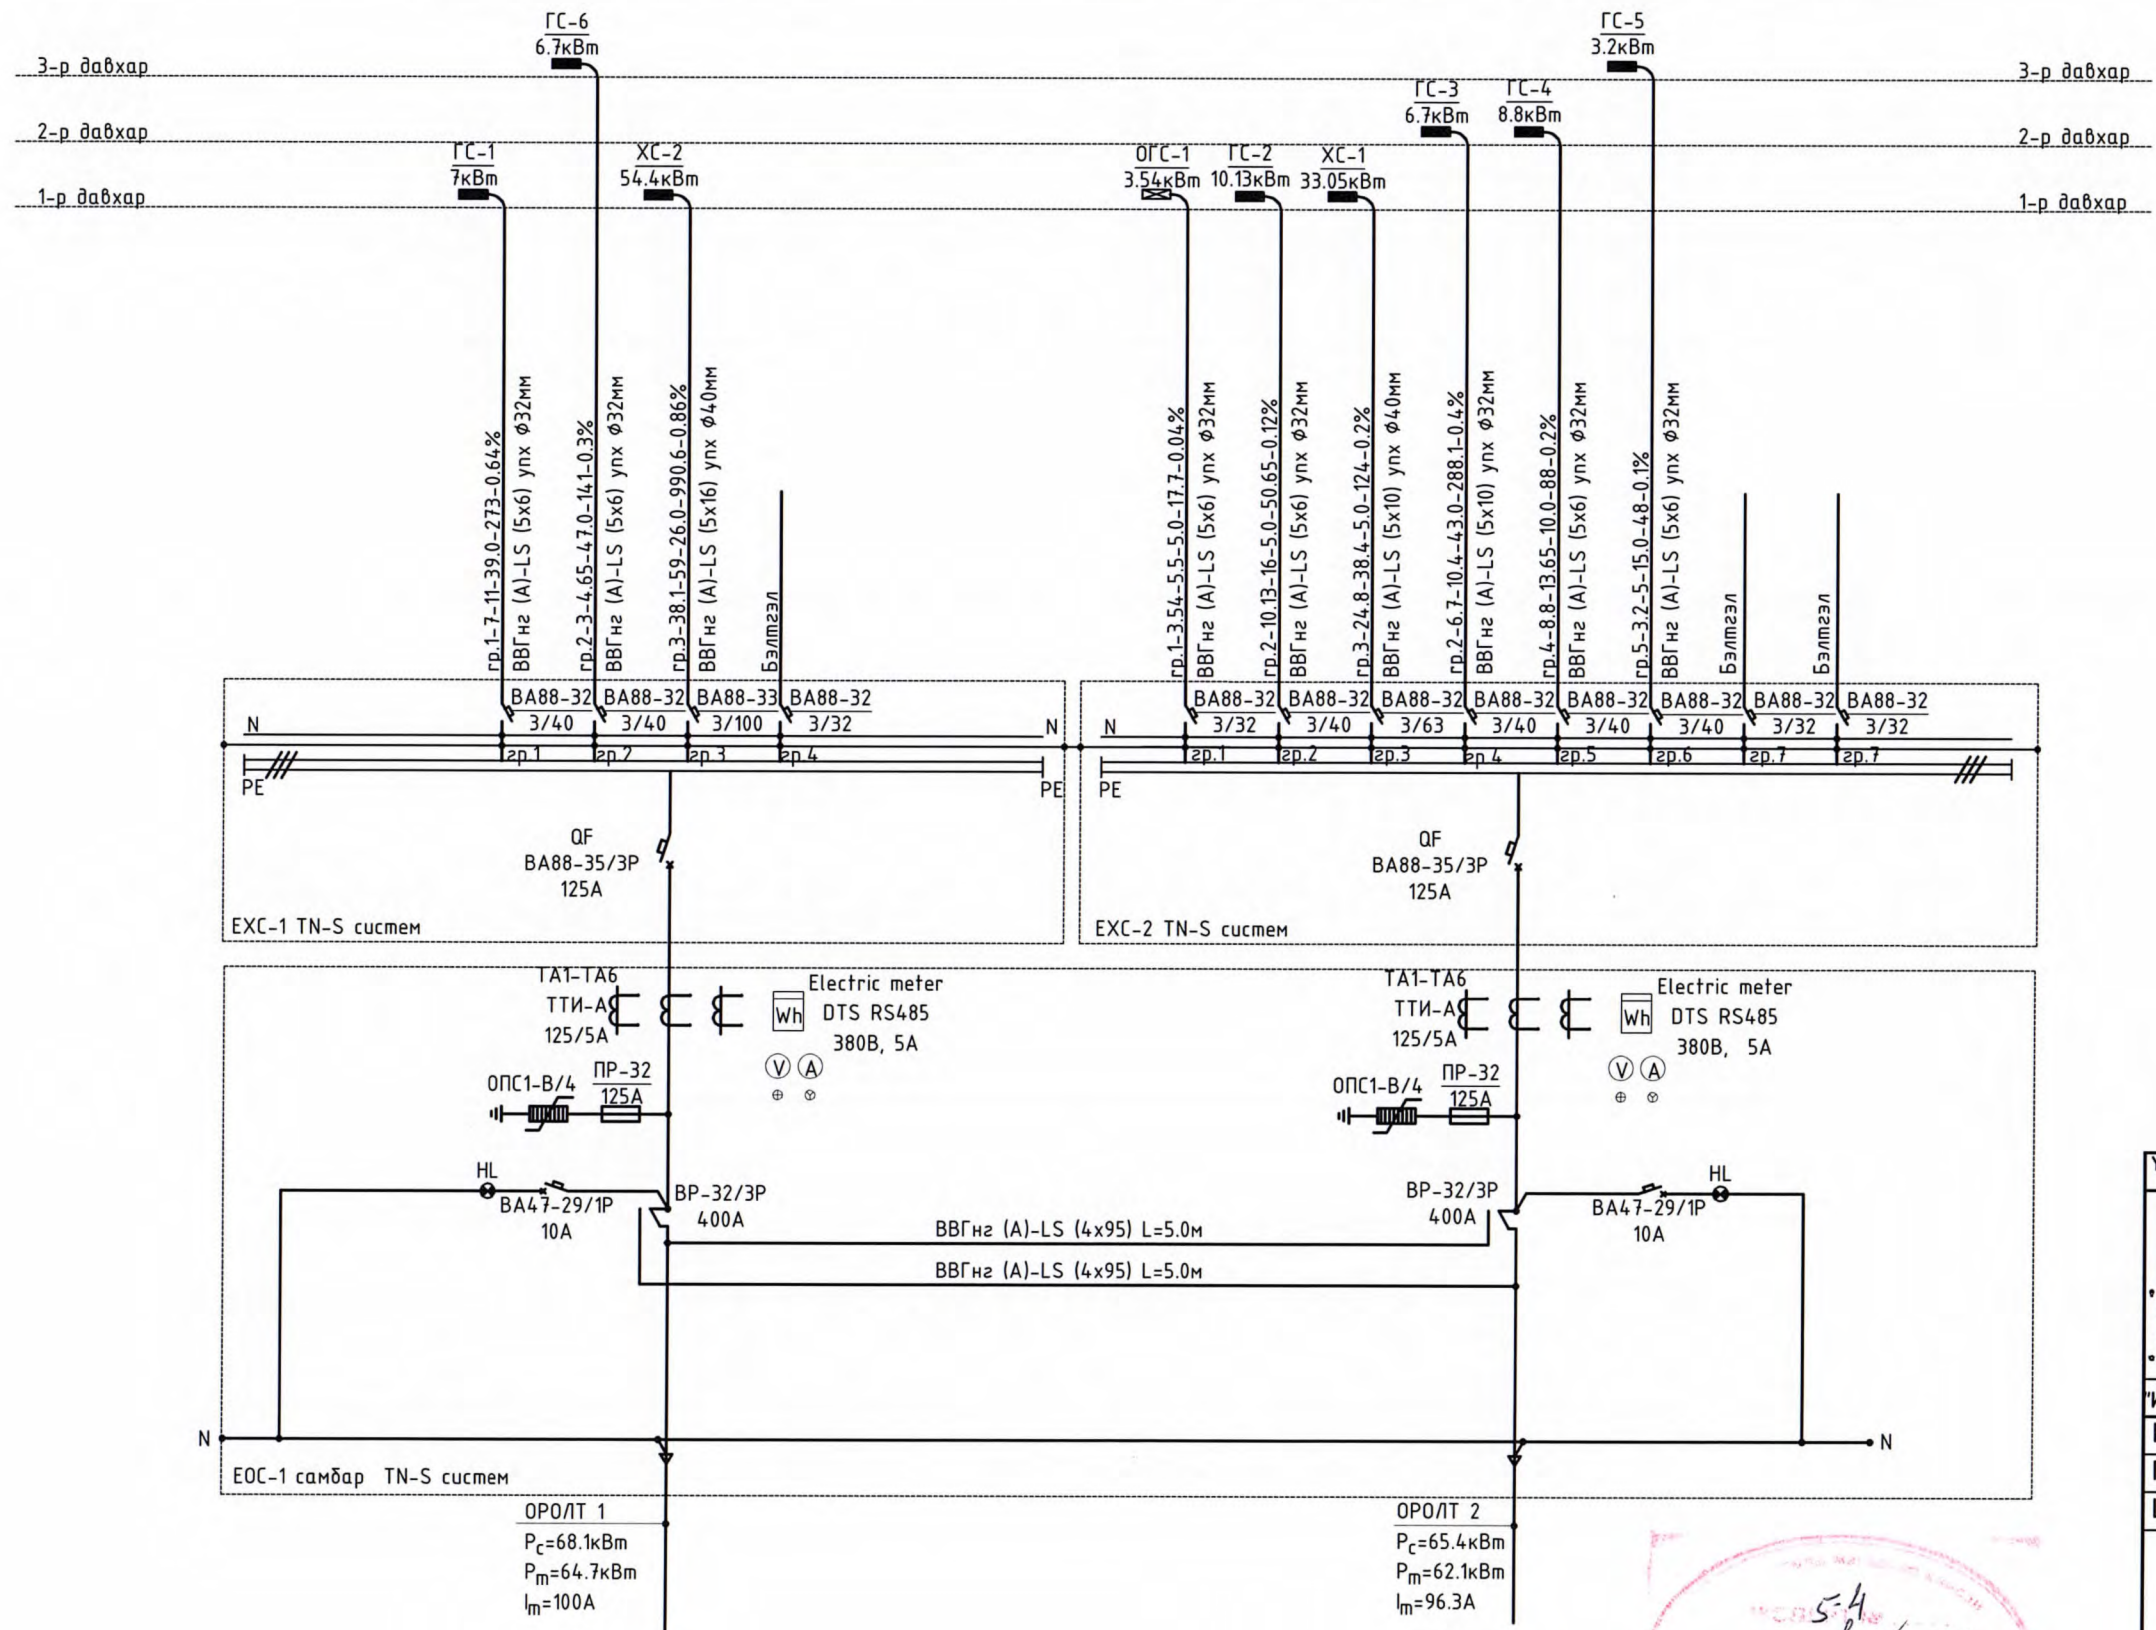 ГС-6
6.7кВт
ГС-5
3.2кВт
3-р давхар
3-р давхар
ГС-3
6.7кВт
ГС-4
8.8кВт
2-р давхар
2-р давхар
ГС-1
7кВт
ХС-2
54.4кВт
ОГС-1
3.54кВт
ГС-2
10.13кВт
ХС-1
33.05кВт
1-р давхар
1-р давхар
гр.1-7-11-39.0-273-0.64%
ВВГнг (А)-LS (5х6) упх ф32мм
гр.2-3-4.65-47.0-141-0.3%
ВВГнг (А)-LS (5х6) упх ф32мм
гр.3-38.1-59-26.0-990.6-0.86%
ВВГнг (А)-LS (5х16) упх ф40мм
Бэлтгэл
гр.1-3.54-5.5-5.0-17.7-0.04%
ВВГнг (А)-LS (5х6) упх ф32мм
гр.2-10.13-16-5.0-50.65-0.12%
ВВГнг (А)-LS (5х6) упх ф32мм
гр.3-24.8-38.4-5.0-124-0.2%
ВВГнг (А)-LS (5х10) упх ф40мм
гр.2-6.7-10.4-43.0-288.1-0.4%
ВВГнг (А)-LS (5х10) упх ф32мм
гр.4-8.8-13.65-10.0-88-0.2%
ВВГнг (А)-LS (5х6) упх ф32мм
гр.5-3.2-5-15.0-48-0.1%
ВВГнг (А)-LS (5х6) упх ф32мм
Бэлтгэл
Бэлтгэл
ВА88-32 ВА88-32 ВА88-33 ВА88-32
3/40 3/40 3/100 3/32
N N
гр.1 гр.2 гр.3 гр.4
PE PE
ВА88-32 ВА88-32 ВА88-32 ВА88-32 ВА88-32 ВА88-32 ВА88-32 ВА88-32
3/32 3/40 3/63 3/40 3/40 3/40 3/32 3/32
N
гр.1 гр.2 гр.3 гр.4 гр.5 гр.6 гр.7 гр.7
PE
QF
ВА88-35/3Р
125А
QF
ВА88-35/3Р
125А
ЕХС-1 TN-S систем
ЕХС-2 TN-S систем
ТА1-ТА6
ТТИ-А
125/5А
Electric meter
Wh DTS RS485
380В, 5А
V A
ОПС1-В/4
ПР-32
125А
ТА1-ТА6
ТТИ-А
125/5А
Electric meter
Wh DTS RS485
380В, 5А
V A
ОПС1-В/4
ПР-32
125А
HL
ВА47-29/1Р
10А
ВР-32/3Р
400А
ВР-32/3Р
400А
HL
ВА47-29/1Р
10А
ВВГнг (А)-LS (4х95) L=5.0м
ВВГнг (А)-LS (4х95) L=5.0м
N N
ЕОС-1 самбар TN-S систем
ОРОЛТ 1
Pс=68.1кВт
Pт=64.7кВт
Iт=100А
ОРОЛТ 2
Pс=65.4кВт
Pт=62.1кВт
Iт=96.3А